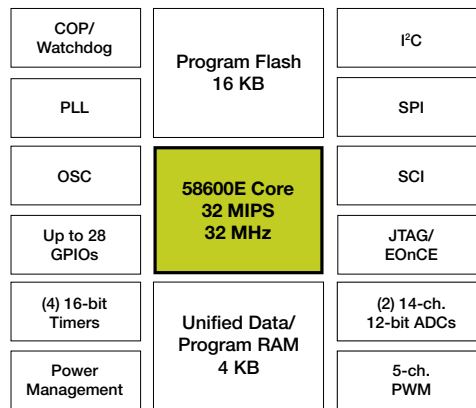 COP/
Watchdog
PLL
OSC
Up to 28
GPIOs
(4) 16-bit
Timers
Power
Management
Program Flash
16 KB
58600E Core
32 MIPS
32 MHz
Unified Data/
Program RAM
4 KB
I²C
SPI
SCI
JTAG/
EOnCE
(2) 14-ch.
12-bit ADCs
5-ch.
PWM